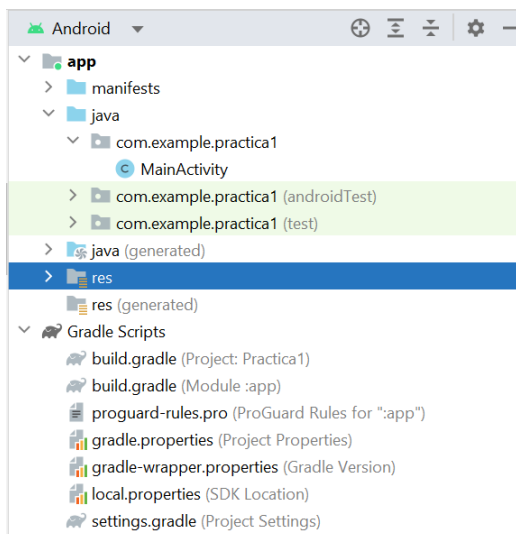 Android
app
manifests
java
com.example.practica1
C MainActivity
com.example.practica1 (androidTest)
com.example.practica1 (test)
java (generated)
res
res (generated)
Gradle Scripts
build.gradle (Project: Practica1)
build.gradle (Module :app)
proguard-rules.pro (ProGuard Rules for ":app")
gradle.properties (Project Properties)
gradle-wrapper.properties (Gradle Version)
local.properties (SDK Location)
settings.gradle (Project Settings)